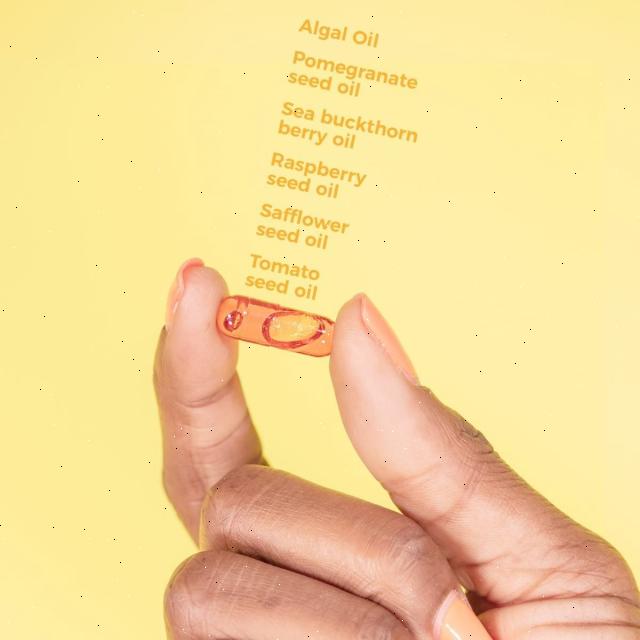 Algal Oil
Pomegranate
seed oil
Sea buckthorn
berry oil
Raspberry
seed oil
Safflower
seed oil
Tomato
seed oil